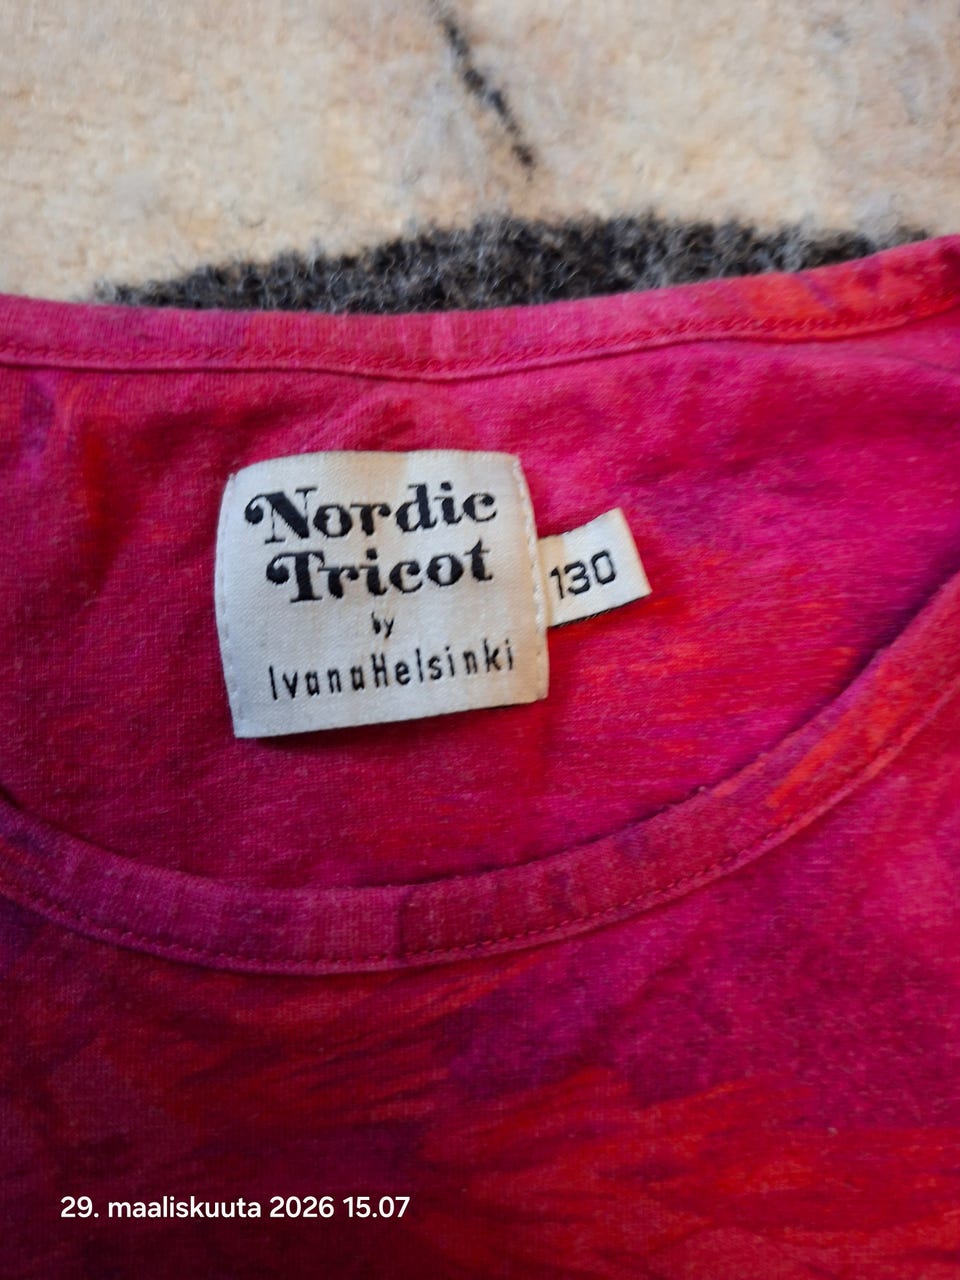 Nordic
Tricot
by
IvanaHelsinki
130
29. maaliskuuta 2026 15.07